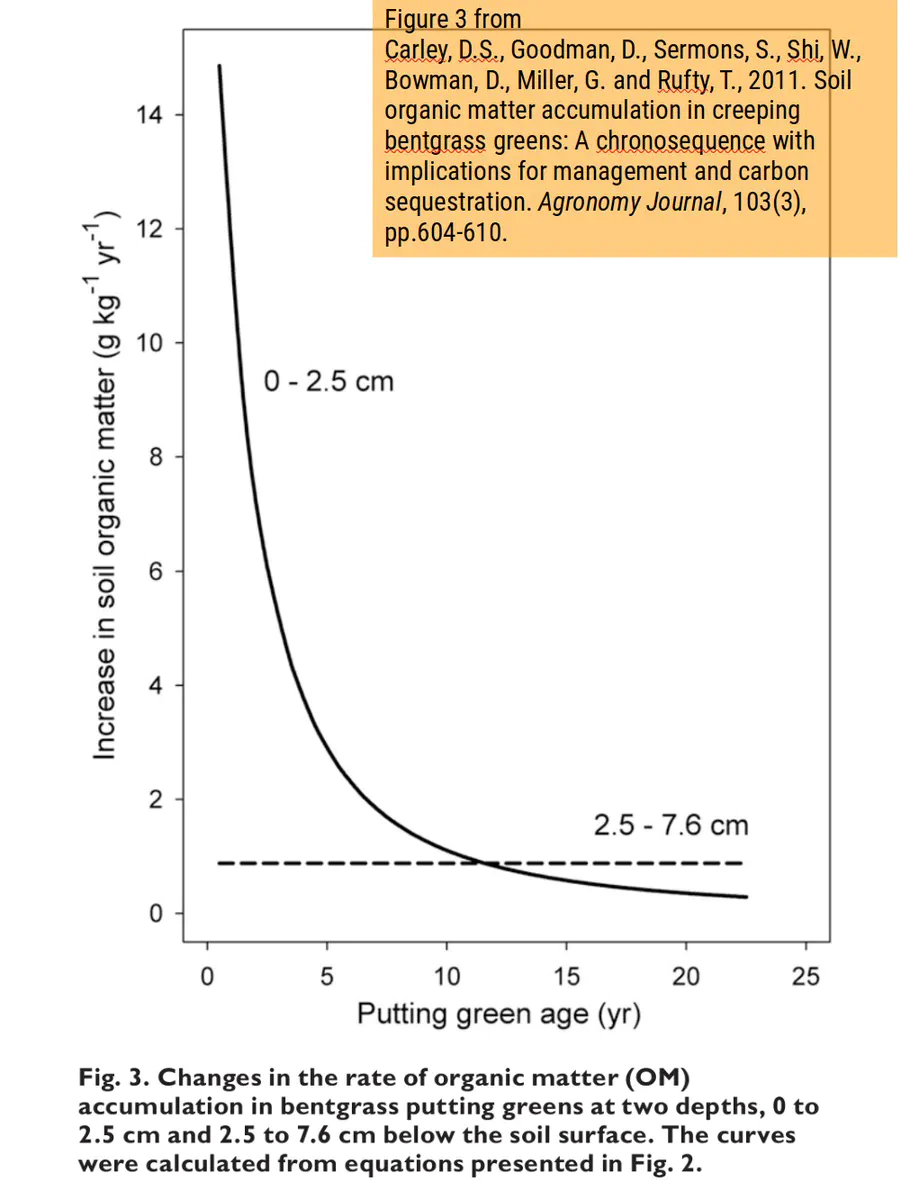 Figure 3 from
Carley, D.S., Goodman, D., Sermons, S., Shi, W.,
Bowman, D., Miller, G. and Rufty, T., 2011. Soil
organic matter accumulation in creeping
bentgrass greens: A chronosequence with
implications for management and carbon
sequestration. Agronomy Journal, 103(3),
pp.604-610.
Increase in soil organic matter (g kg⁻¹ yr⁻¹)
14
12
10
8
6
4
2
0
0 - 2.5 cm
2.5 - 7.6 cm
0 5 10 15 20 25
Putting green age (yr)
Fig. 3. Changes in the rate of organic matter (OM)
accumulation in bentgrass putting greens at two depths, 0 to
2.5 cm and 2.5 to 7.6 cm below the soil surface. The curves
were calculated from equations presented in Fig. 2.